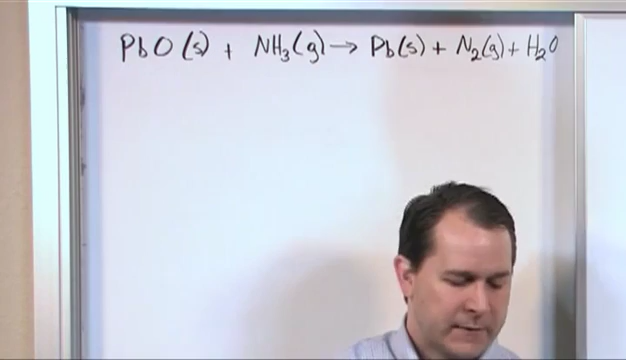 PbO(s) + NH₃(g) → Pb(s) + N₂(g) + H₂O